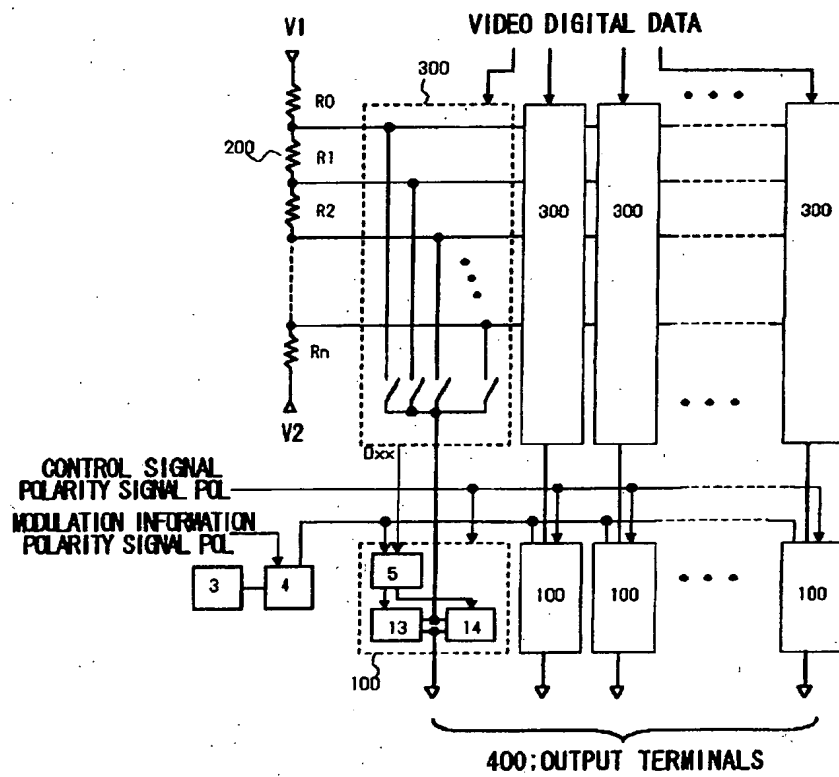 V1
VIDEO DIGITAL DATA
300
R0
200
R1
R2
300
300
300
Rn
V2
Dxx
CONTROL SIGNAL
POLARITY SIGNAL POL
MODULATION INFORMATION
POLARITY SIGNAL POL
3
4
5
13
14
100
100
100
100
400;OUTPUT TERMINALS